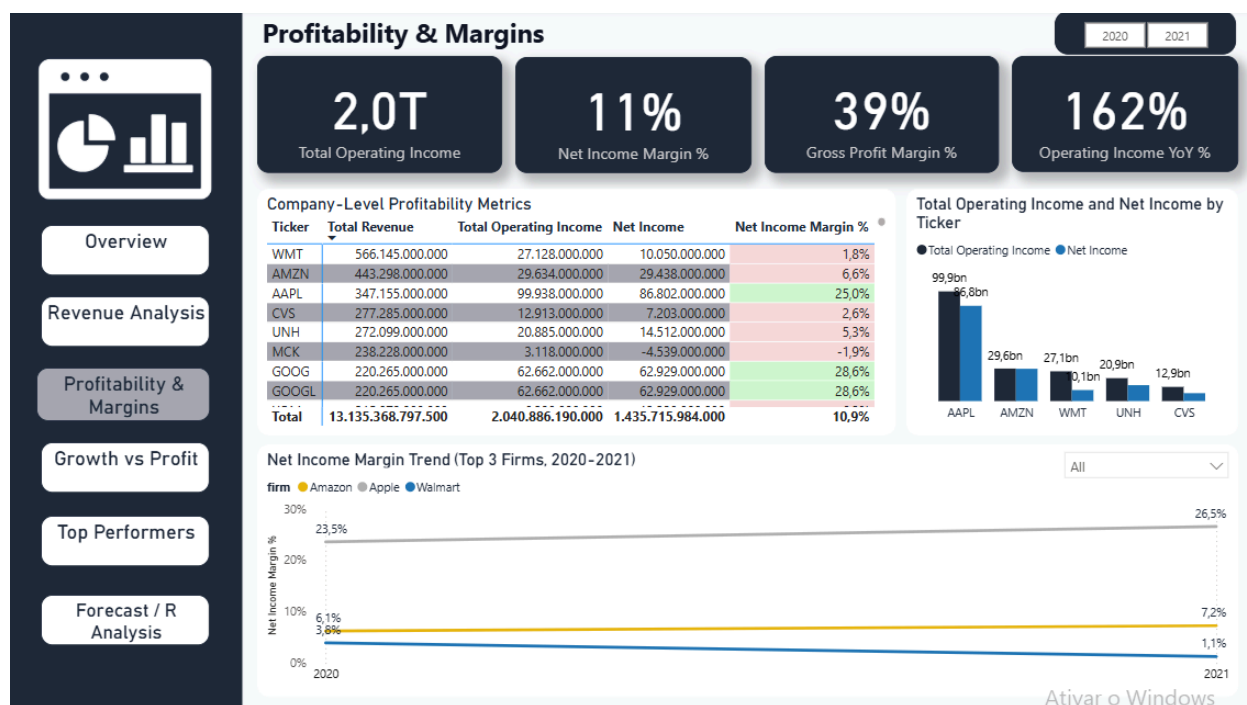 Profitability & Margins
2020 2021
2,0T
Total Operating Income
11%
Net Income Margin %
39%
Gross Profit Margin %
162%
Operating Income YoY %
Overview
Revenue Analysis
Profitability &
Margins
Growth vs Profit
Top Performers
Forecast / R
Analysis
Company-Level Profitability Metrics
Ticker Total Revenue Total Operating Income Net Income Net Income Margin %
WMT 566.145.000.000 27.128.000.000 10.050.000.000 1,8%
AMZN 443.298.000.000 29.634.000.000 29.438.000.000 6,6%
AAPL 347.155.000.000 99.938.000.000 86.802.000.000 25,0%
CVS 277.285.000.000 12.913.000.000 7.203.000.000 2,6%
UNH 272.099.000.000 20.885.000.000 14.512.000.000 5,3%
MCK 238.228.000.000 3.118.000.000 -4.539.000.000 -1,9%
GOOG 220.265.000.000 62.662.000.000 62.929.000.000 28,6%
GOOGL 220.265.000.000 62.662.000.000 62.929.000.000 28,6%
Total 13.135.368.797.500 2.040.886.190.000 1.435.715.984.000 10,9%
Total Operating Income and Net Income by
Ticker
Total Operating Income Net Income
99,9bn
86,8bn
29,6bn
27,1bn
10,1bn
20,9bn
12,9bn
AAPL AMZN WMT UNH CVS
Net Income Margin Trend (Top 3 Firms, 2020-2021)
All
firm Amazon Apple Walmart
Net Income Margin %
30%
20%
10%
0%
23,5%
26,5%
6,1%
7,2%
3,8%
1,1%
2020 2021
Ativar o Windows